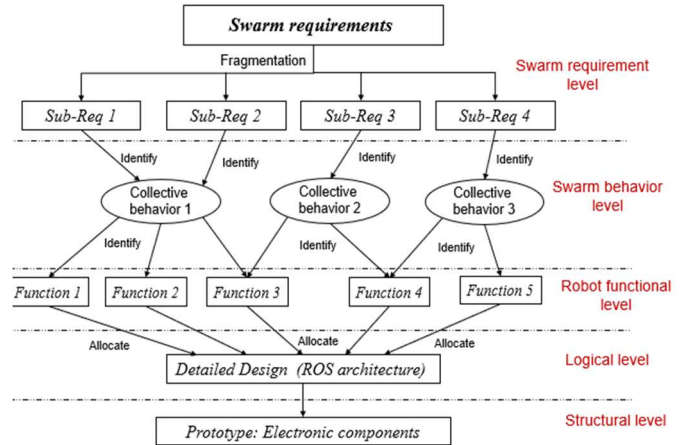 Swarm requirements
Fragmentation
Swarm requirement
level
Sub-Req 1
Sub-Req 2
Sub-Req 3
Sub-Req 4
Identify
Identify
Identify
Identify
Collective
behavior 1
Collective
behavior 2
Collective
behavior 3
Swarm behavior
level
Identify
Identify
Identify
Function 1
Function 2
Function 3
Function 4
Function 5
Robot functional
level
Allocate
Allocate
Allocate
Detailed Design (ROS architecture)
Logical level
Prototype: Electronic components
Structural level